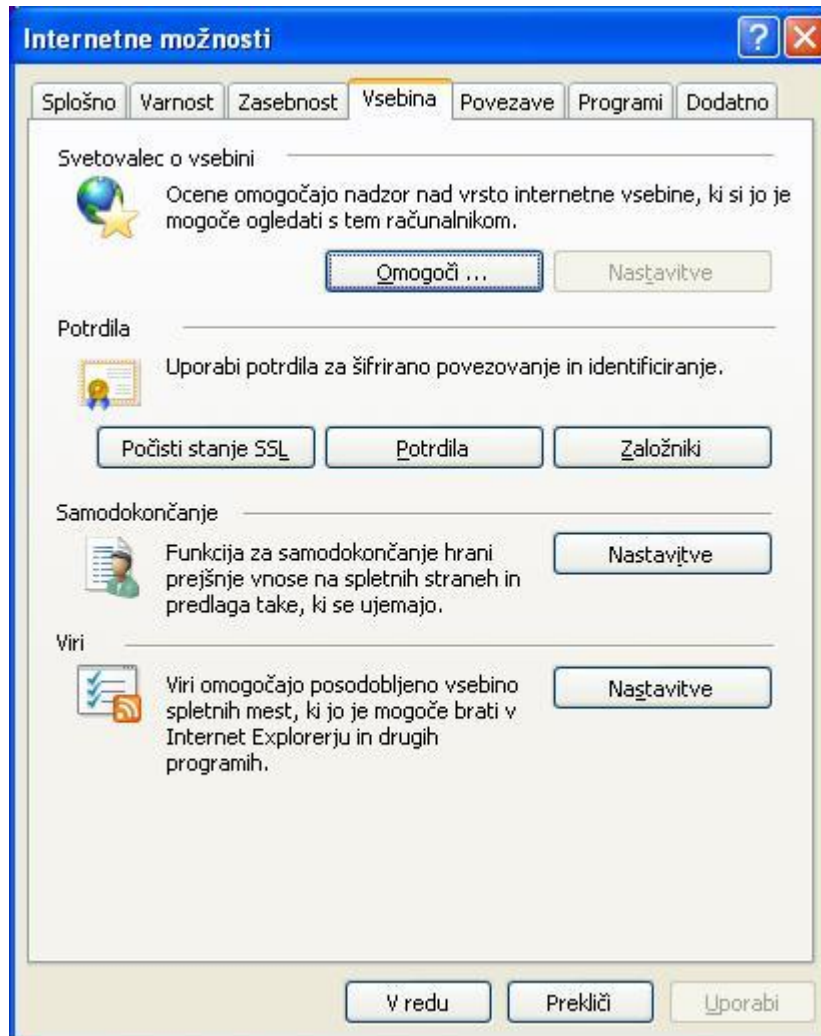 Internetne možnosti
Splošno Varnost Zasebnost Vsebina Povezave Programi Dodatno
Svetovalec o vsebini
Ocene omogočajo nadzor nad vrsto internetne vsebine, ki si jo je
mogoče ogledati s tem računalnikom.
Omogoči ... Nastavitve
Potrdila
Uporabi potrdila za šifrirano povezovanje in identificiranje.
Počisti stanje SSL Potrdila Založniki
Samodokončanje
Funkcija za samodokončanje hrani
prejšnje vnose na spletnih straneh in
predlaga take, ki se ujemajo.
Nastavitve
Viri
Viri omogočajo posodobljeno vsebino
spletnih mest, ki jo je mogoče brati v
Internet Explorerju in drugih
programih.
Nastavitve
V redu Prekliči Uporabi